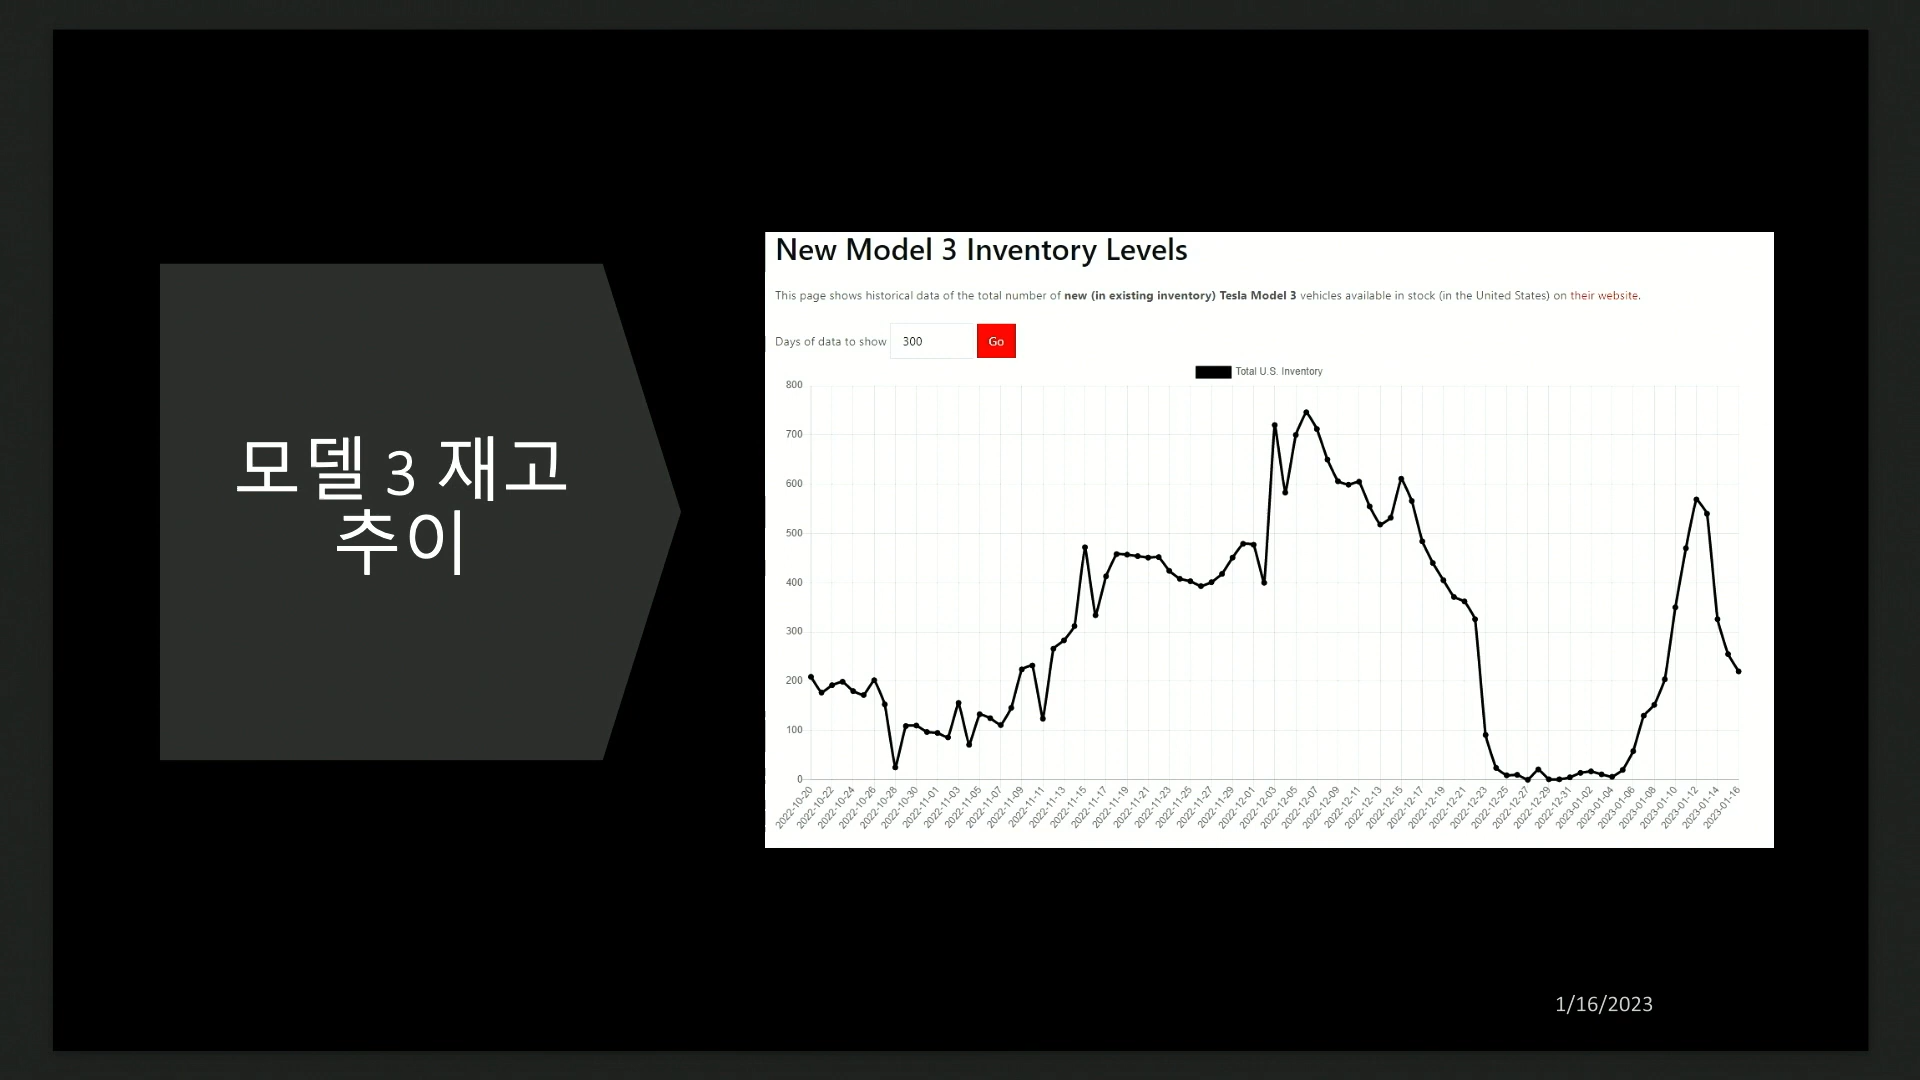 모델 3 재고
추이
New Model 3 Inventory Levels
This page shows historical data of the total number of new (in existing inventory) Tesla Model 3 vehicles available in stock (in the United States) on their website.
Days of data to show 300 Go
Total U.S. Inventory
800
700
600
500
400
300
200
100
0
2022-10-20 2022-10-22 2022-10-24 2022-10-26 2022-10-28 2022-10-30 2022-11-01 2022-11-03 2022-11-05 2022-11-07 2022-11-09 2022-11-11 2022-11-13 2022-11-15 2022-11-17 2022-11-19 2022-11-21 2022-11-23 2022-11-25 2022-11-27 2022-11-29 2022-12-01 2022-12-03 2022-12-05 2022-12-07 2022-12-09 2022-12-11 2022-12-13 2022-12-15 2022-12-17 2022-12-19 2022-12-21 2022-12-23 2022-12-25 2022-12-27 2022-12-29 2022-12-31 2023-01-02 2023-01-04 2023-01-06 2023-01-08 2023-01-10 2023-01-12 2023-01-14 2023-01-16
1/16/2023